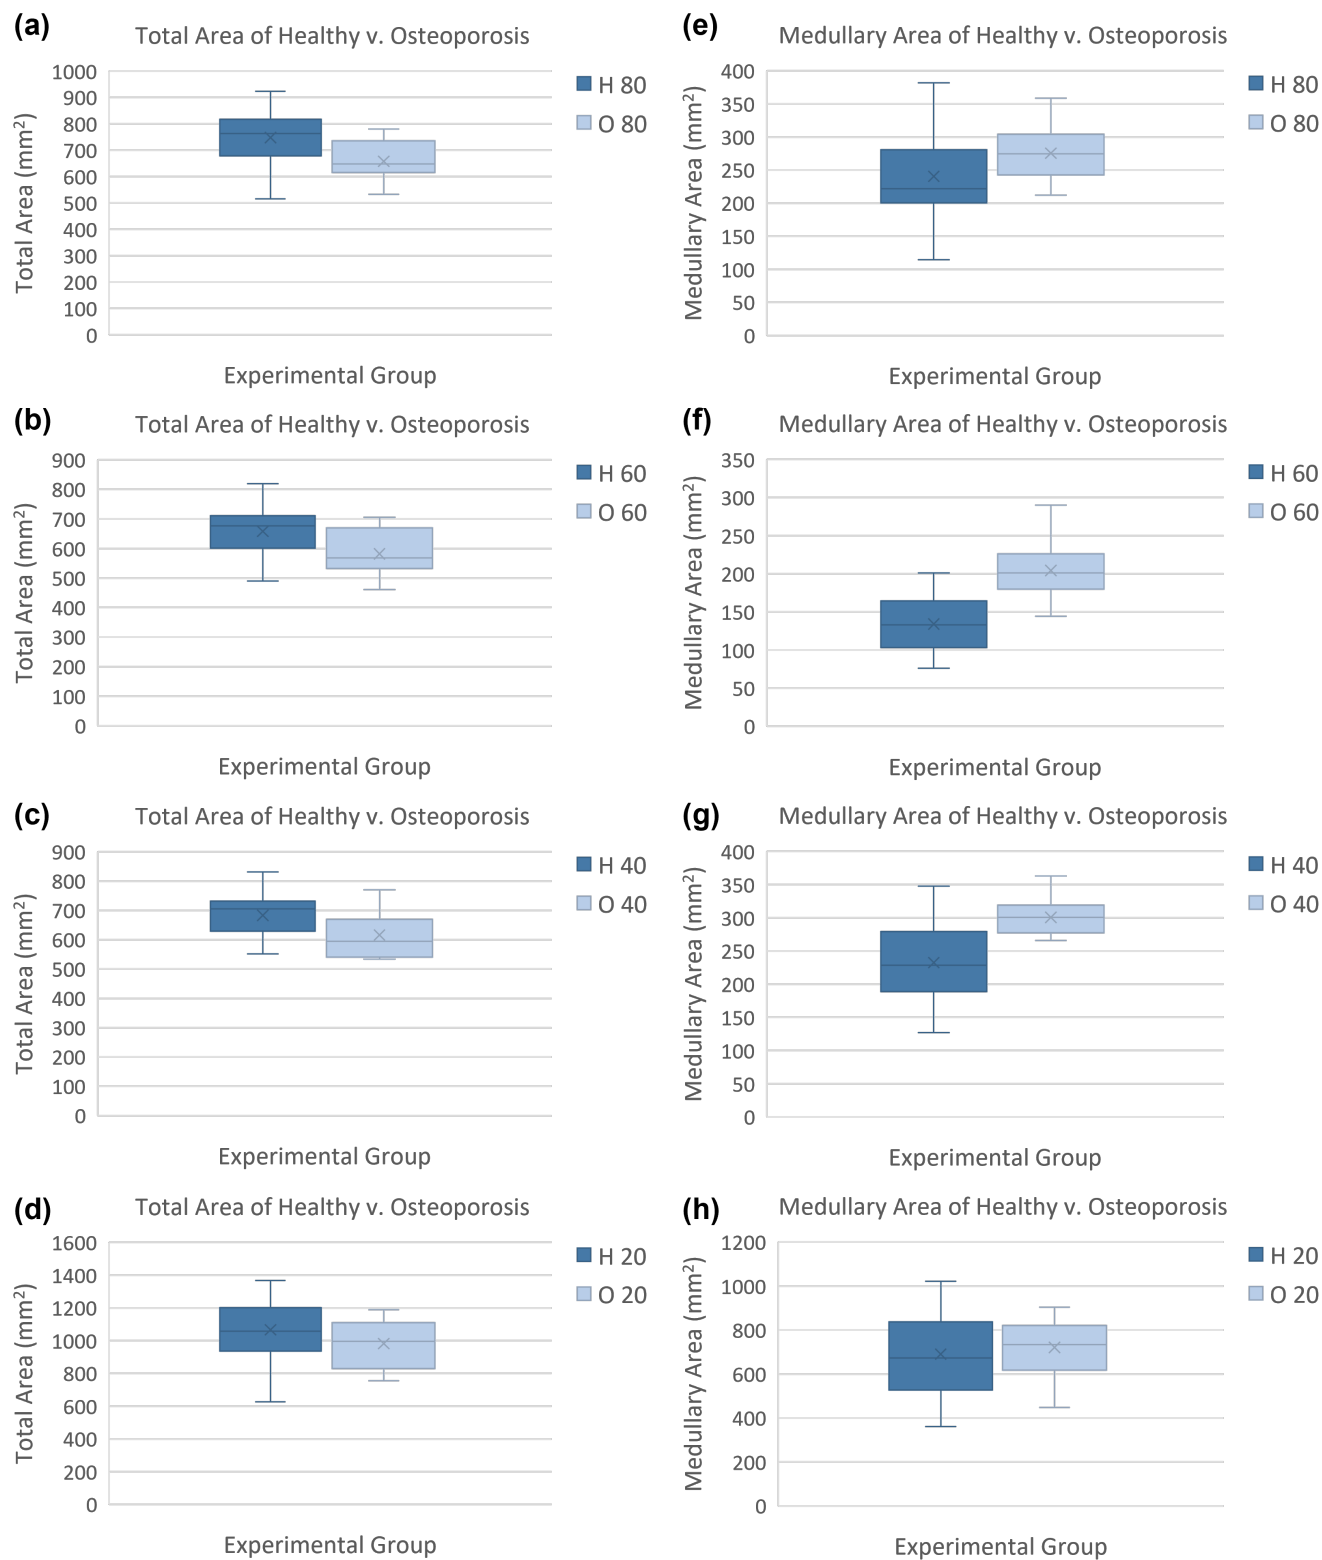 (a)
Total Area of Healthy v. Osteoporosis
Total Area (mm²)
1000
900
800
700
600
500
400
300
200
100
0
Experimental Group
H 80
O 80
(e)
Medullary Area of Healthy v. Osteoporosis
Medullary Area (mm²)
400
350
300
250
200
150
100
50
0
Experimental Group
H 80
O 80
(b)
Total Area of Healthy v. Osteoporosis
Total Area (mm²)
900
800
700
600
500
400
300
200
100
0
Experimental Group
H 60
O 60
(f)
Medullary Area of Healthy v. Osteoporosis
Medullary Area (mm²)
350
300
250
200
150
100
50
0
Experimental Group
H 60
O 60
(c)
Total Area of Healthy v. Osteoporosis
Total Area (mm²)
900
800
700
600
500
400
300
200
100
0
Experimental Group
H 40
O 40
(g)
Medullary Area of Healthy v. Osteoporosis
Medullary Area (mm²)
400
350
300
250
200
150
100
50
0
Experimental Group
H 40
O 40
(d)
Total Area of Healthy v. Osteoporosis
Total Area (mm²)
1600
1400
1200
1000
800
600
400
200
0
Experimental Group
H 20
O 20
(h)
Medullary Area of Healthy v. Osteoporosis
Medullary Area (mm²)
1200
1000
800
600
400
200
0
Experimental Group
H 20
O 20